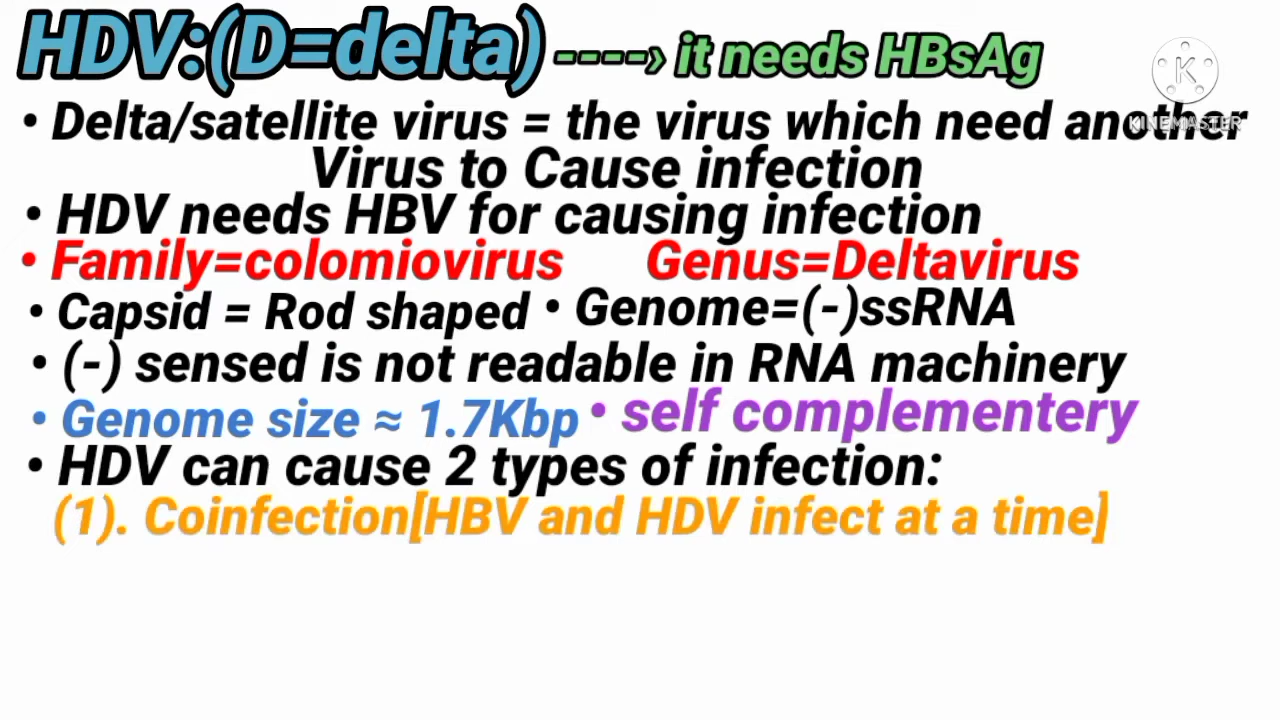 HDV:(D=delta) ----› it needs HBsAg
K
KINEMASTER
• Delta/satellite virus = the virus which need another
Virus to Cause infection
• HDV needs HBV for causing infection
• Family=colomiovirus Genus=Deltavirus
• Capsid = Rod shaped • Genome=(-)ssRNA
• (-) sensed is not readable in RNA machinery
• Genome size ≈ 1.7Kbp • self complementery
• HDV can cause 2 types of infection:
(1). Coinfection[HBV and HDV infect at a time]